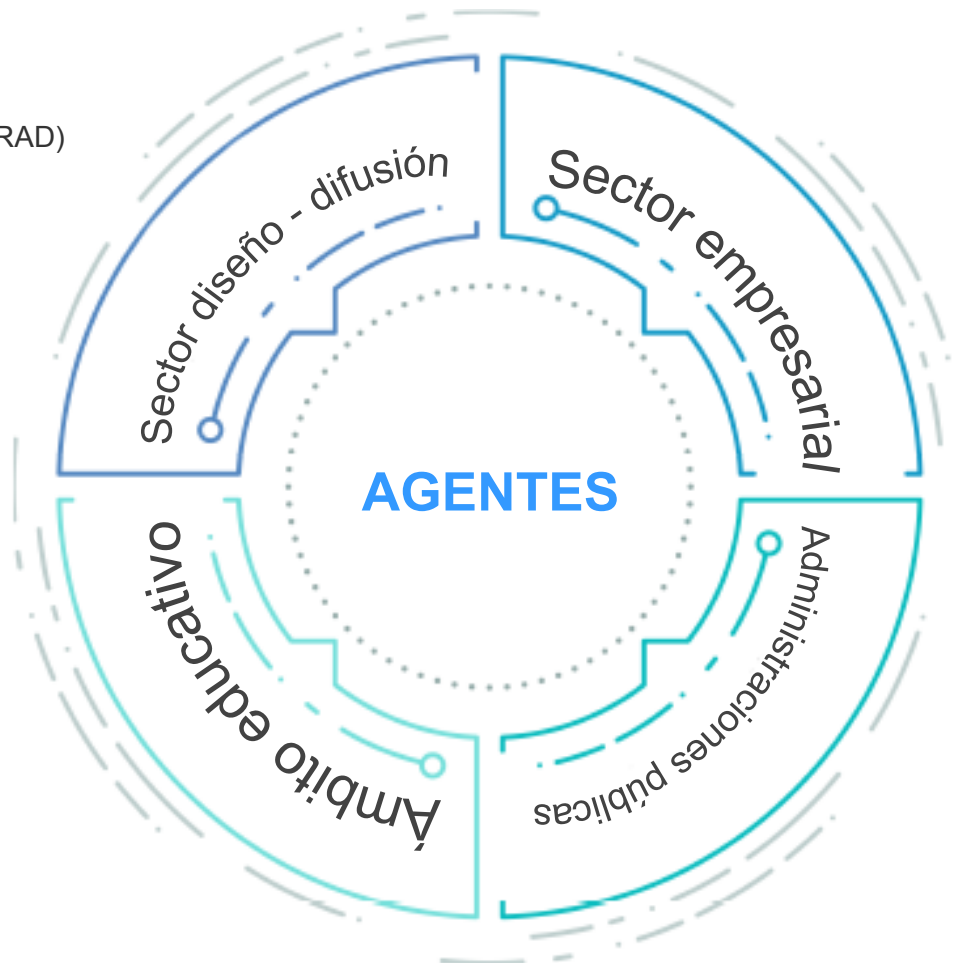 RAD)
Sector diseño - difusión
Sector empresarial
AGENTES
Ámbito educativo
Administraciones públicas